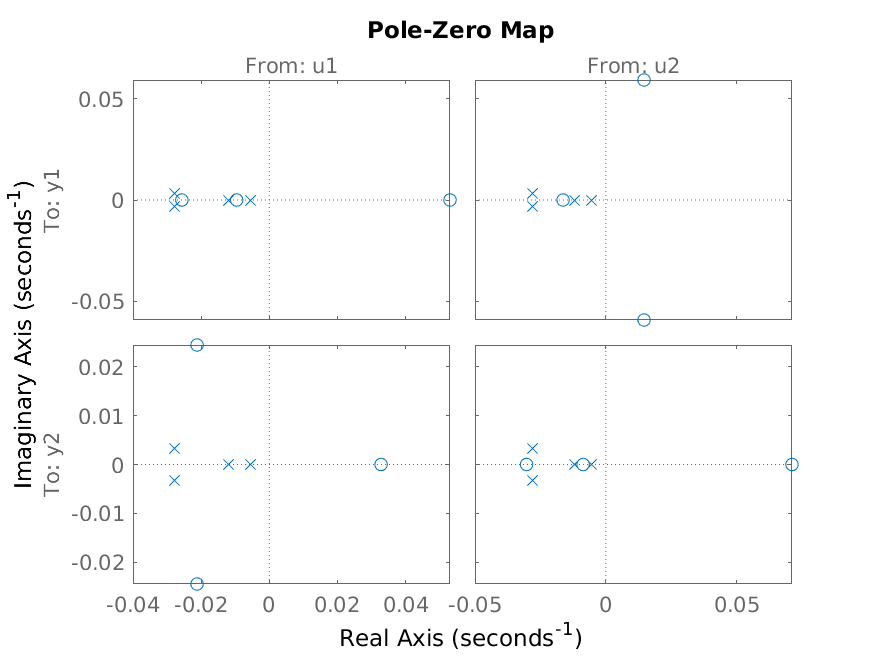 Pole-Zero Map
From: u1
From: u2
To: y1
0.05
0
-0.05
To: y2
0.02
0.01
0
-0.01
-0.02
Imaginary Axis (seconds⁻¹)
-0.04 -0.02 0 0.02 0.04
-0.05 0 0.05
Real Axis (seconds⁻¹)